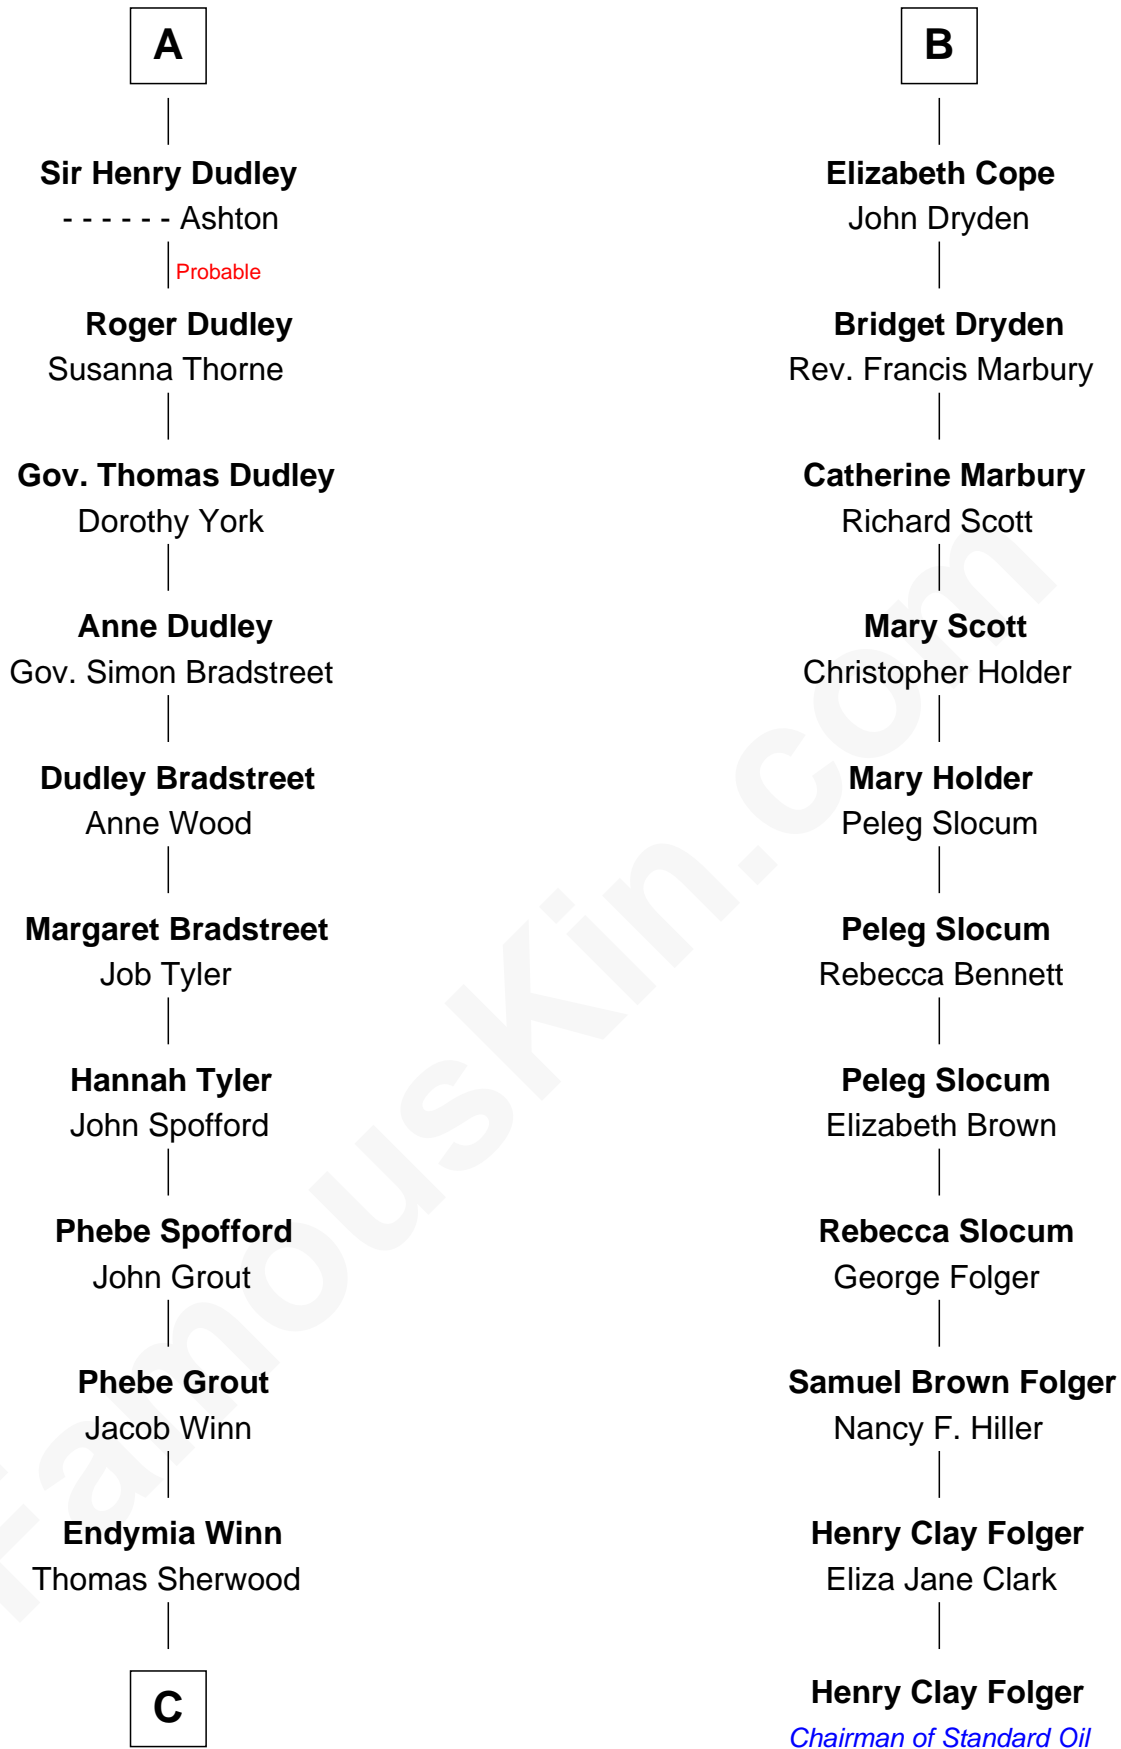 A
Sir Henry Dudley
- - - - - - Ashton
Probable
Roger Dudley
Susanna Thorne
Gov. Thomas Dudley
Dorothy York
Anne Dudley
Gov. Simon Bradstreet
Dudley Bradstreet
Anne Wood
Margaret Bradstreet
Job Tyler
Hannah Tyler
John Spofford
Phebe Spofford
John Grout
Phebe Grout
Jacob Winn
Endymia Winn
Thomas Sherwood
C
B
Elizabeth Cope
John Dryden
Bridget Dryden
Rev. Francis Marbury
Catherine Marbury
Richard Scott
Mary Scott
Christopher Holder
Mary Holder
Peleg Slocum
Peleg Slocum
Rebecca Bennett
Peleg Slocum
Elizabeth Brown
Rebecca Slocum
George Folger
Samuel Brown Folger
Nancy F. Hiller
Henry Clay Folger
Eliza Jane Clark
Henry Clay Folger
Chairman of Standard Oil
FamousKin.com